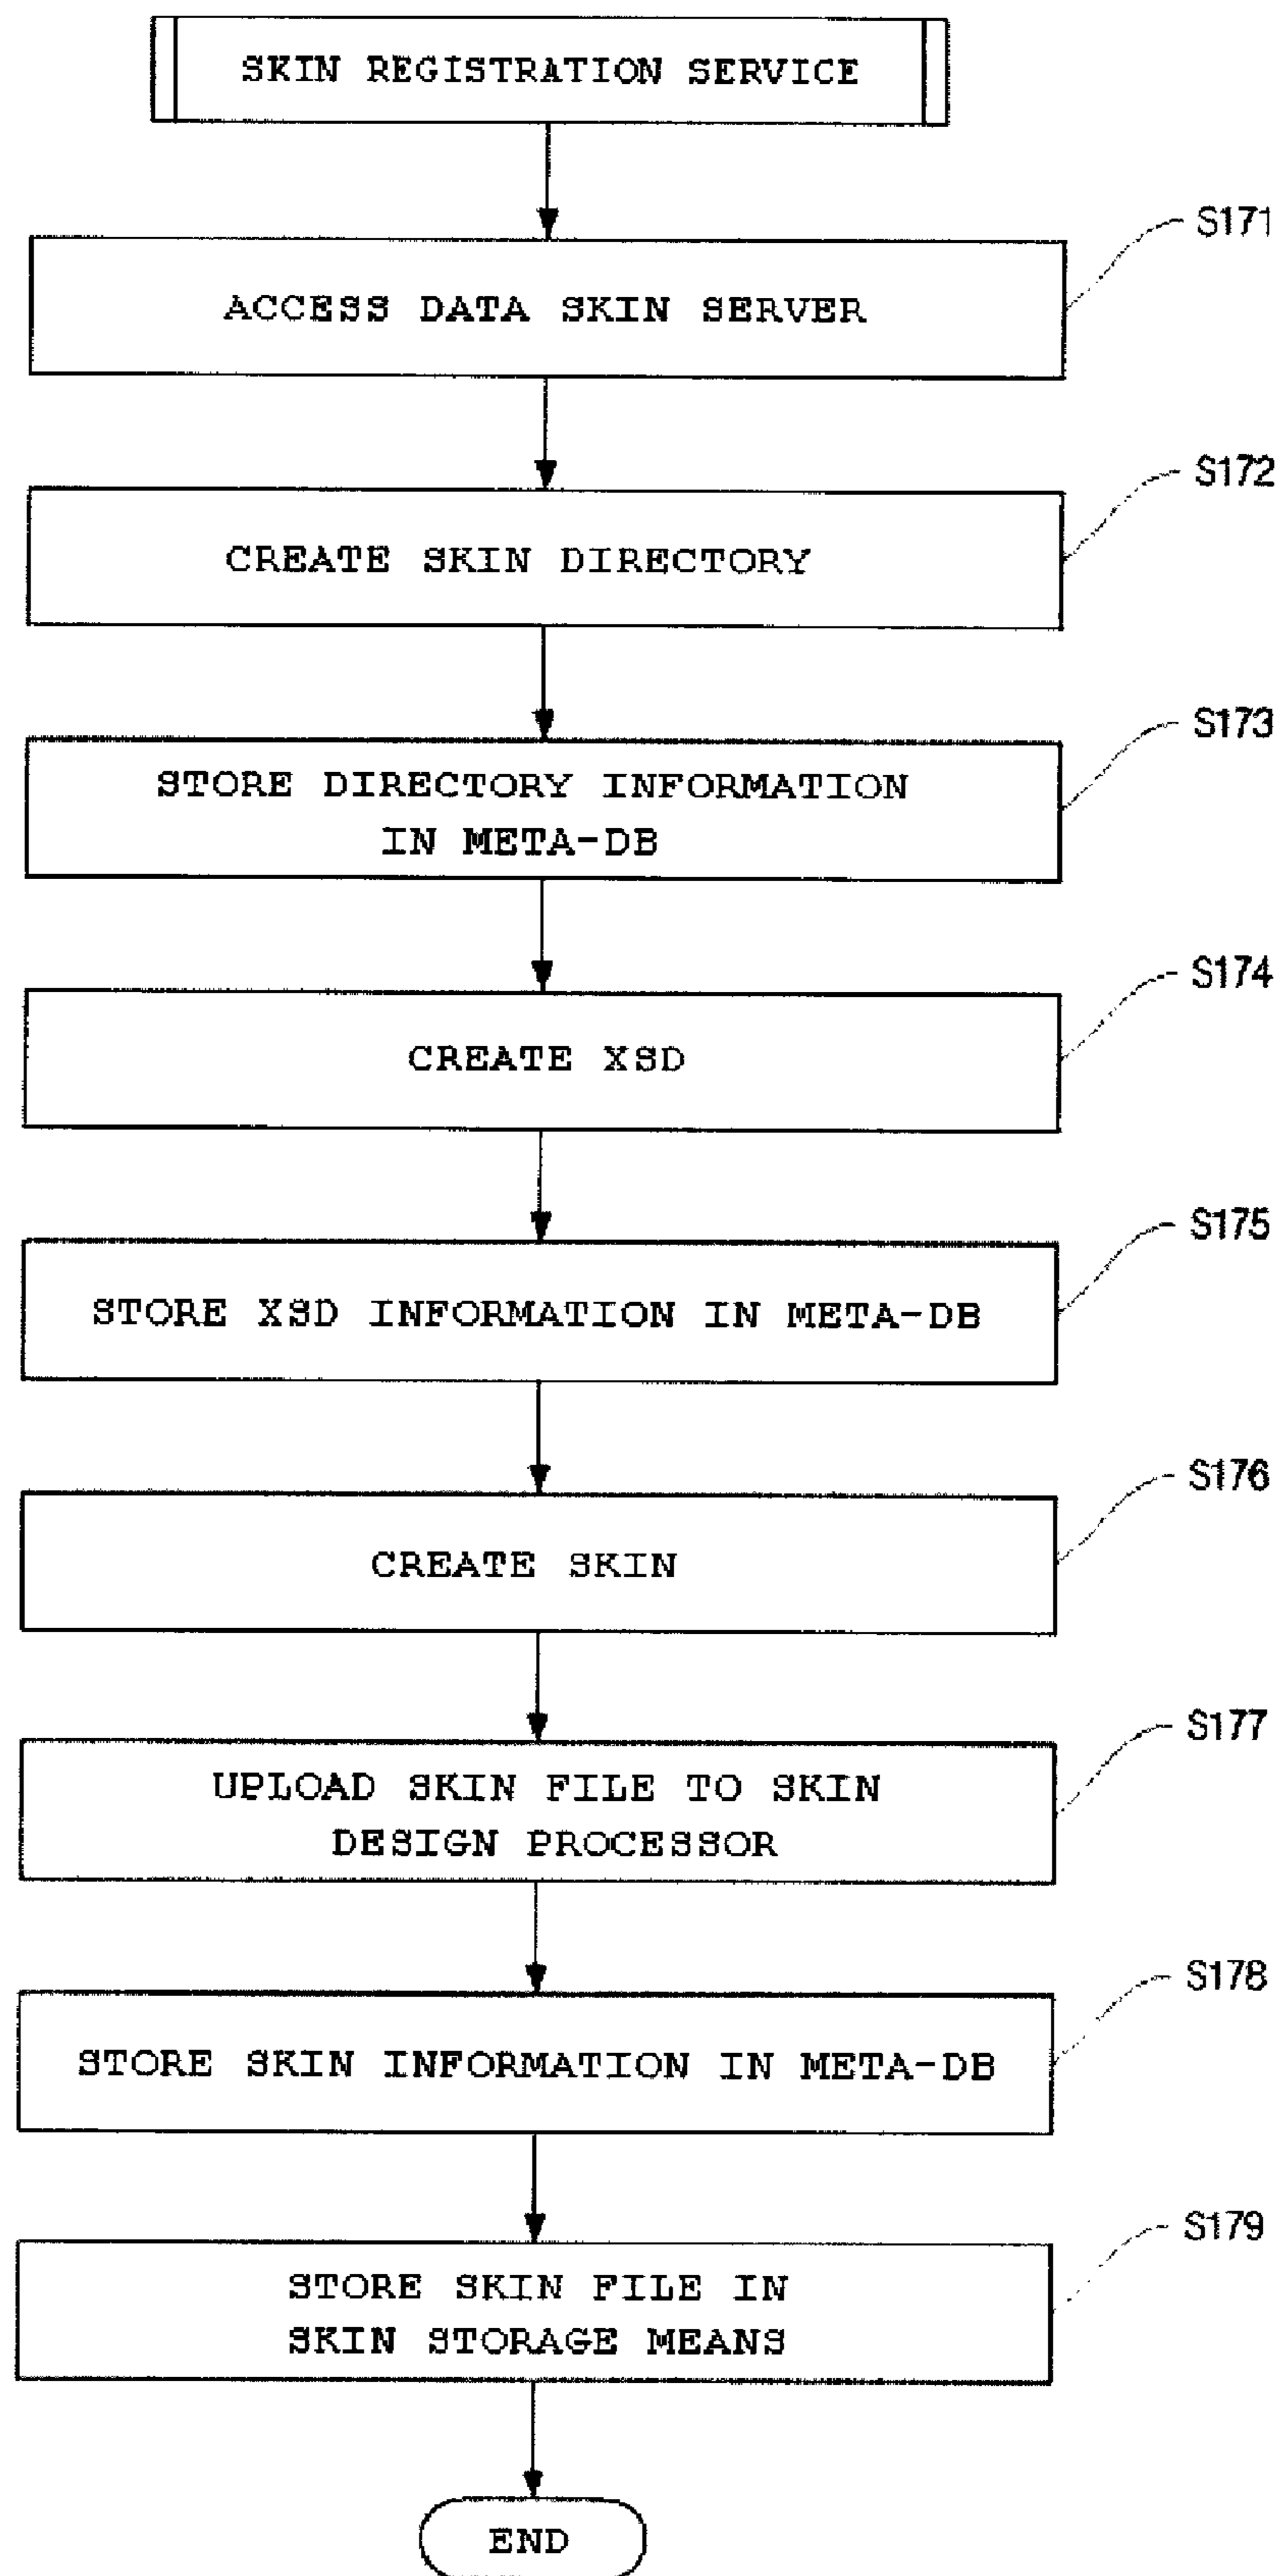 SKIN REGISTRATION SERVICE
S171
ACCESS DATA SKIN SERVER
S172
CREATE SKIN DIRECTORY
S173
STORE DIRECTORY INFORMATION
IN META-DB
S174
CREATE XSD
S175
STORE XSD INFORMATION IN META-DB
S176
CREATE SKIN
S177
UPLOAD SKIN FILE TO SKIN
DESIGN PROCESSOR
S178
STORE SKIN INFORMATION IN META-DB
S179
STORE SKIN FILE IN
SKIN STORAGE MEANS
END